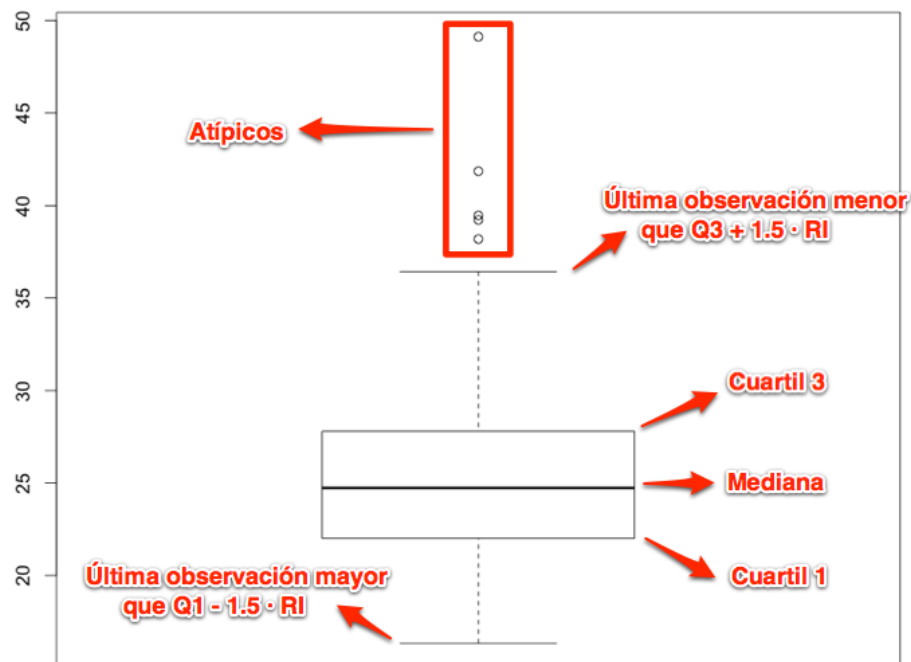 50
45
Atípicos
40
Última observación menor
que Q3 + 1.5 · RI
35
30
Cuartil 3
25
Mediana
20
Cuartil 1
Última observación mayor
que Q1 - 1.5 · RI